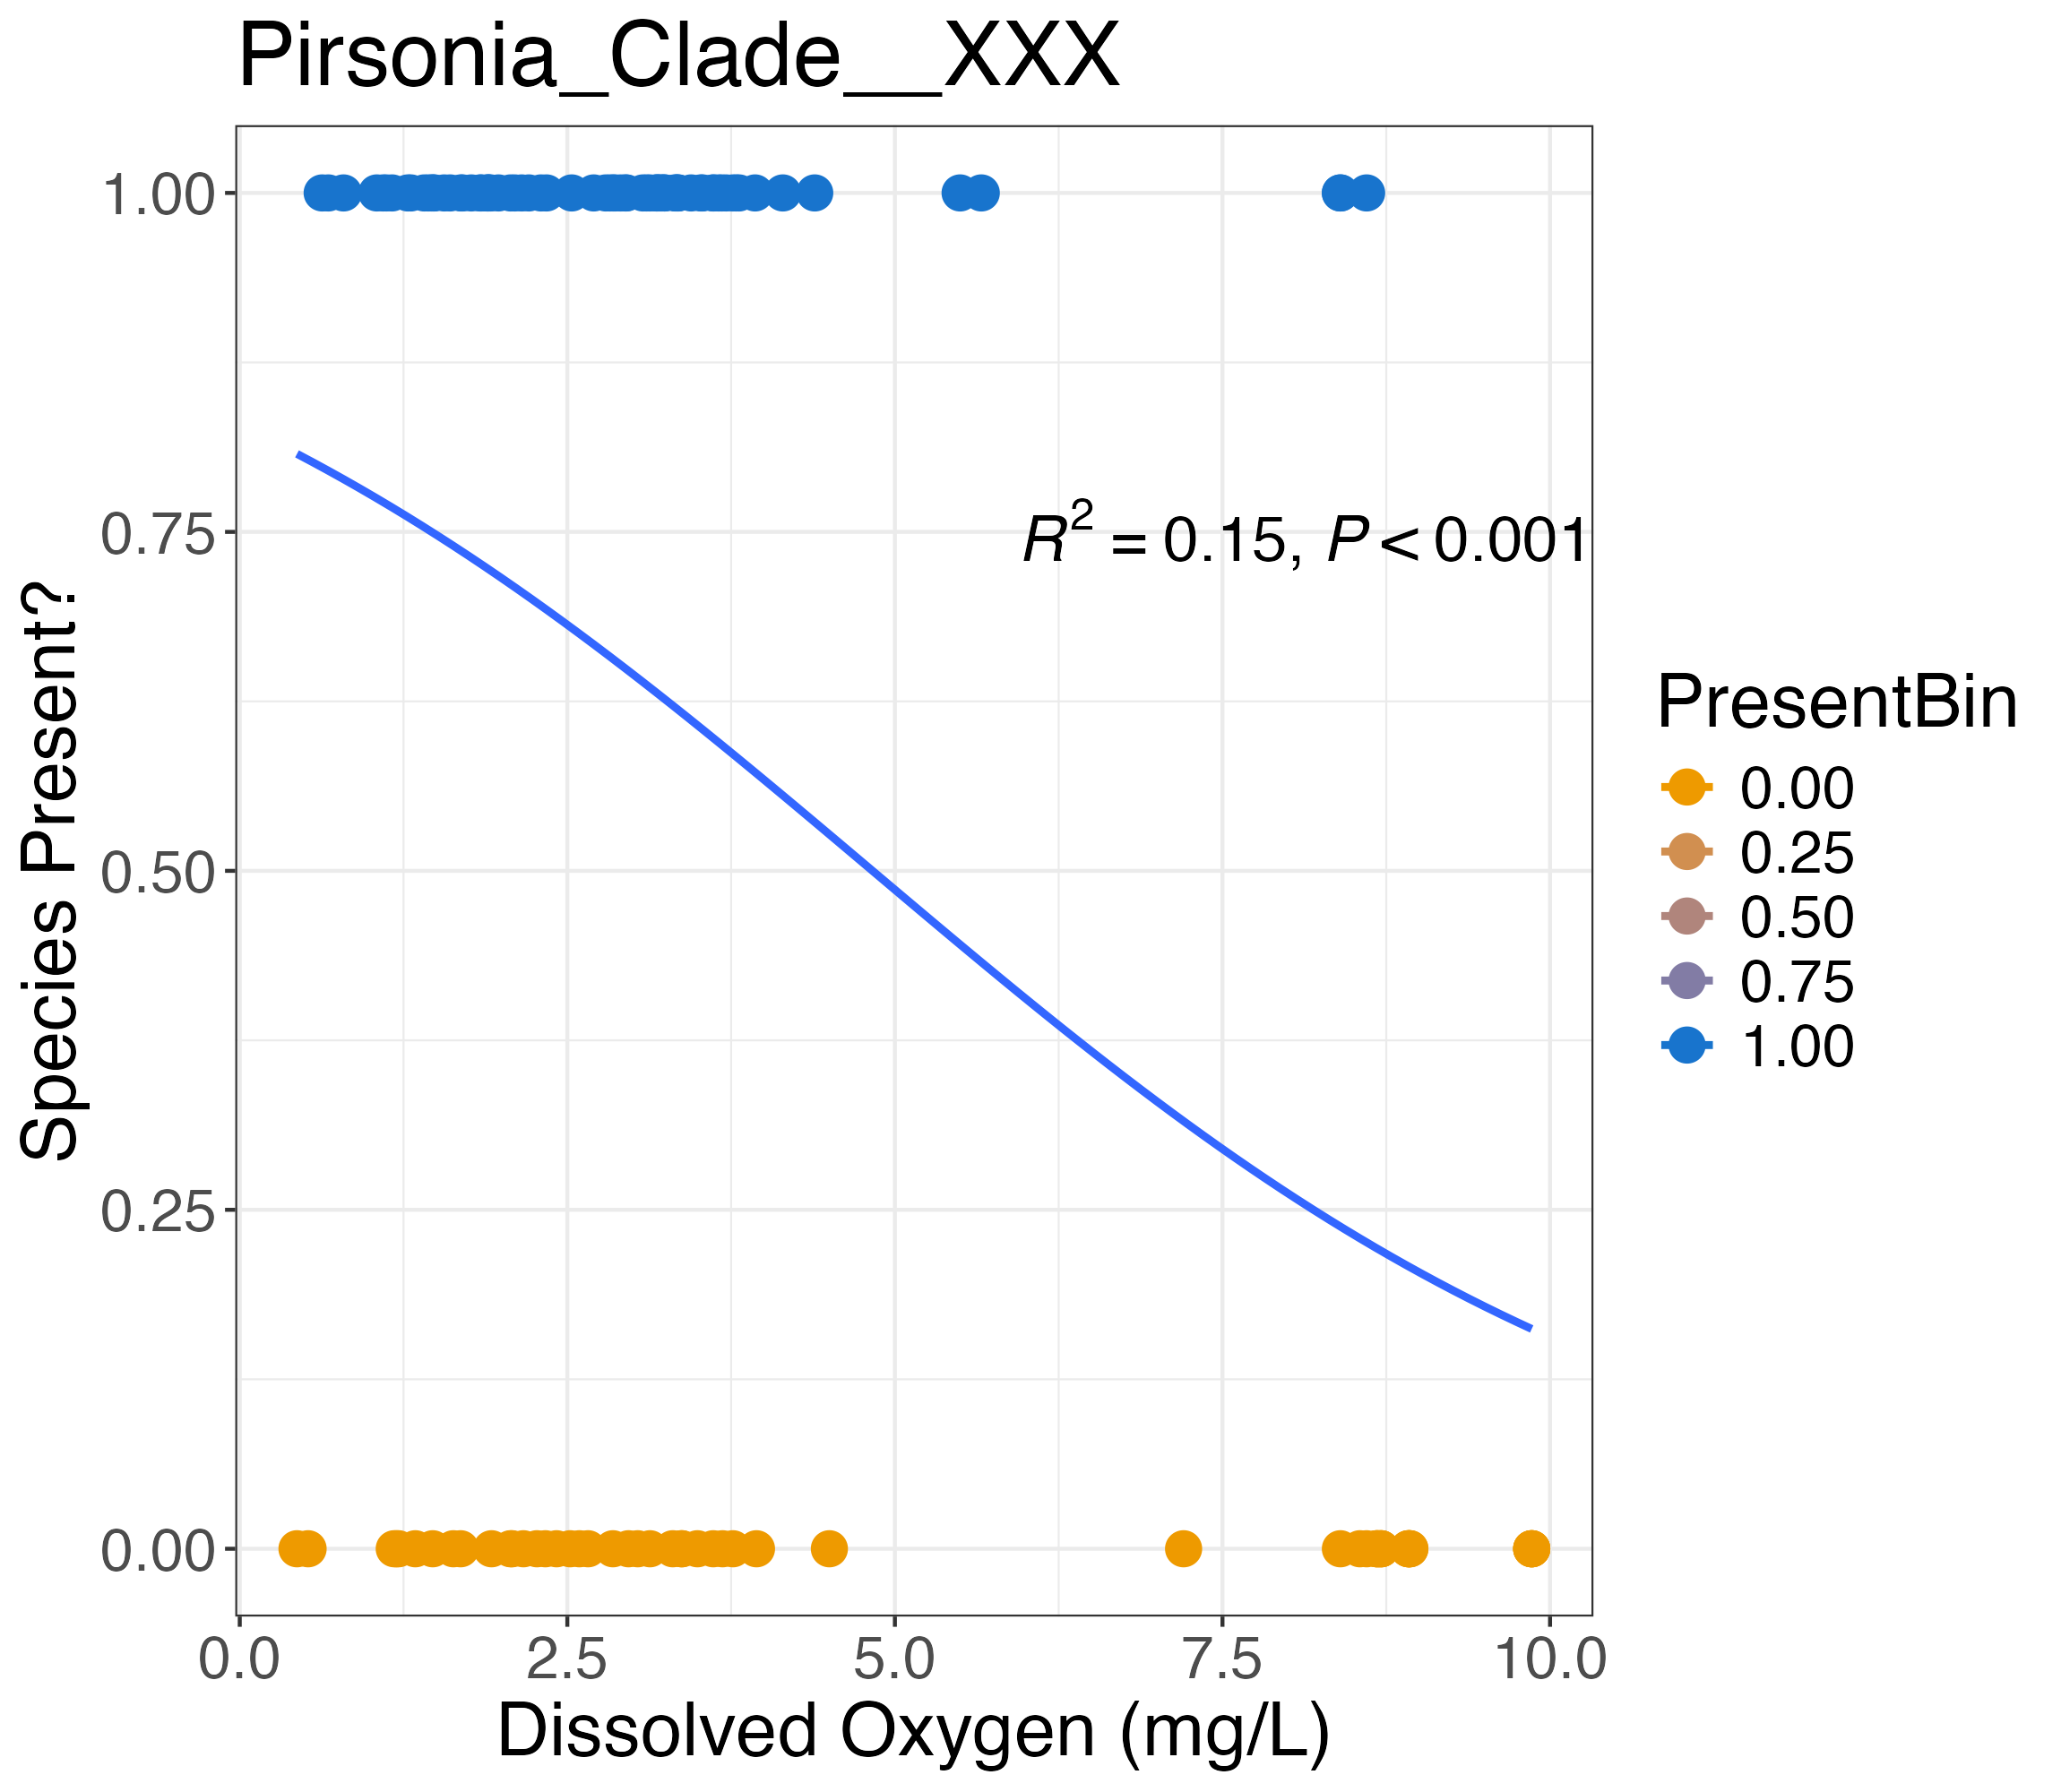 Pirsonia_Clade__XXX
1.00
0.75
0.50
0.25
0.00
Species Present?
R2 = 0.15, P < 0.001
0.0 2.5 5.0 7.5 10.0
Dissolved Oxygen (mg/L)
PresentBin
0.00
0.25
0.50
0.75
1.00